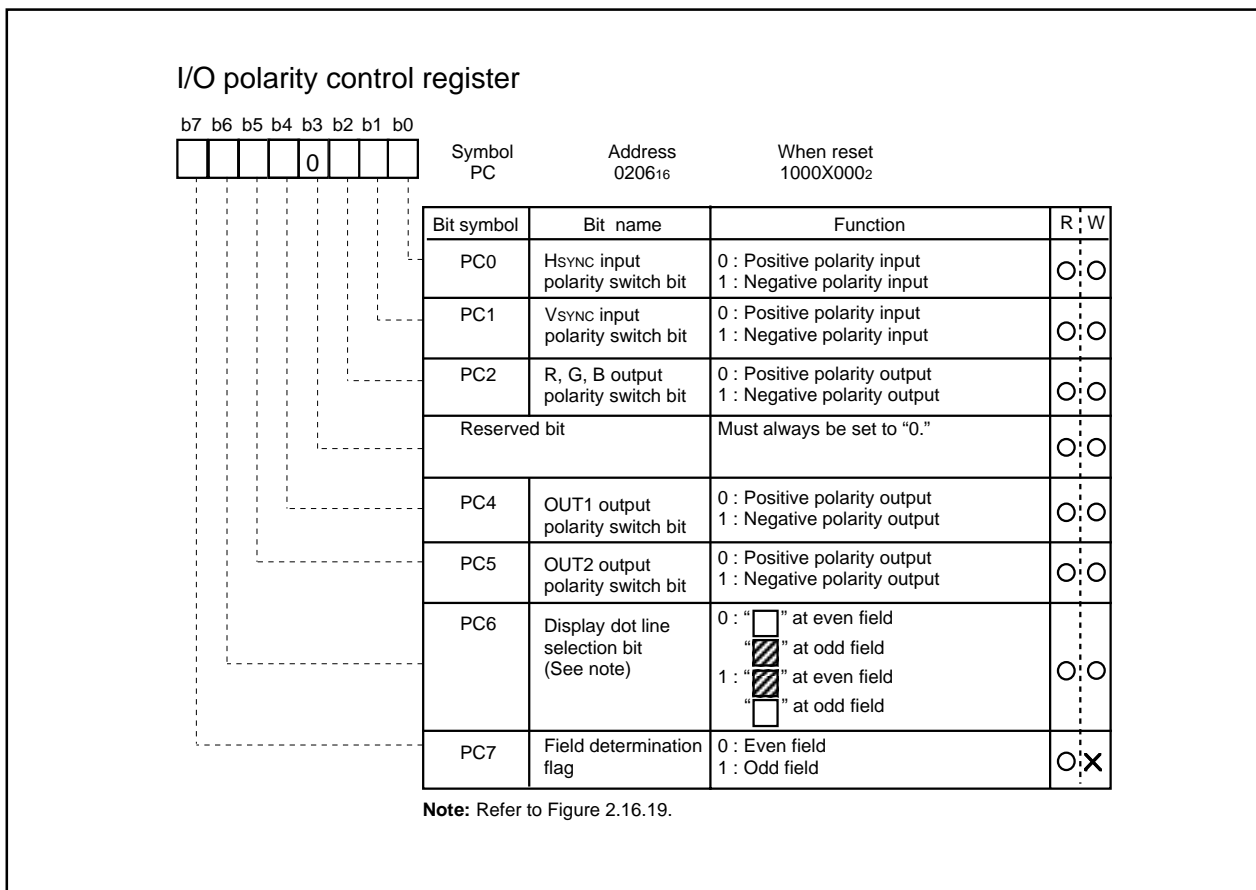 I/O polarity control register
b7 b6 b5 b4 b3 b2 b1 b0
0
Symbol Address When reset
PC 020616 1000X0002
Bit symbol Bit name Function R W
PC0 HSYNC input 0 : Positive polarity input
polarity switch bit 1 : Negative polarity input
PC1 VSYNC input 0 : Positive polarity input
polarity switch bit 1 : Negative polarity input
PC2 R, G, B output 0 : Positive polarity output
polarity switch bit 1 : Negative polarity output
Reserved bit Must always be set to “0.”
PC4 OUT1 output 0 : Positive polarity output
polarity switch bit 1 : Negative polarity output
PC5 OUT2 output 0 : Positive polarity output
polarity switch bit 1 : Negative polarity output
PC6 Display dot line 0 : “ ” at even field
selection bit “ ” at odd field
(See note) 1 : “ ” at even field
“ ” at odd field
PC7 Field determination 0 : Even field
flag 1 : Odd field
Note: Refer to Figure 2.16.19.